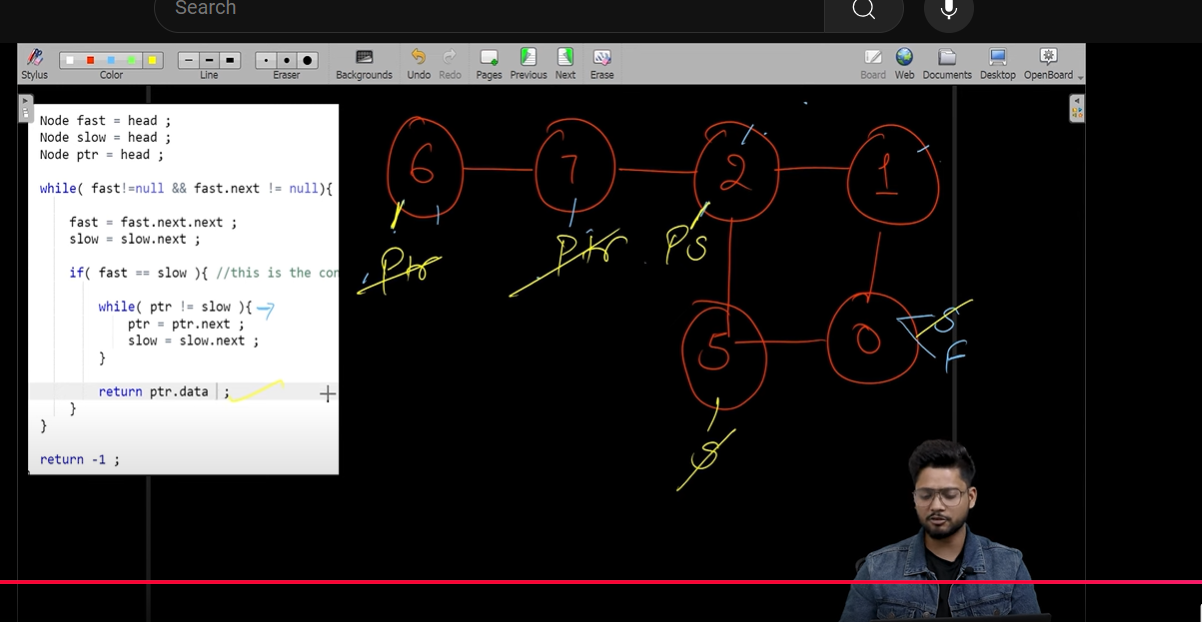 Search
Stylus
Color
Line
Eraser
Backgrounds
Undo
Redo
Pages
Previous
Next
Erase
Board
Web
Documents
Desktop
OpenBoard
Node fast = head ;
Node slow = head ;
Node ptr = head ;
while( fast!=null && fast.next != null){
fast = fast.next.next ;
slow = slow.next ;
if( fast == slow ){ //this is the con
while( ptr != slow ){
ptr = ptr.next ;
slow = slow.next ;
}
return ptr.data ;
}
}
return -1 ;
6 7 2 1
Ptr Ptr PS
5 0
S
F
S